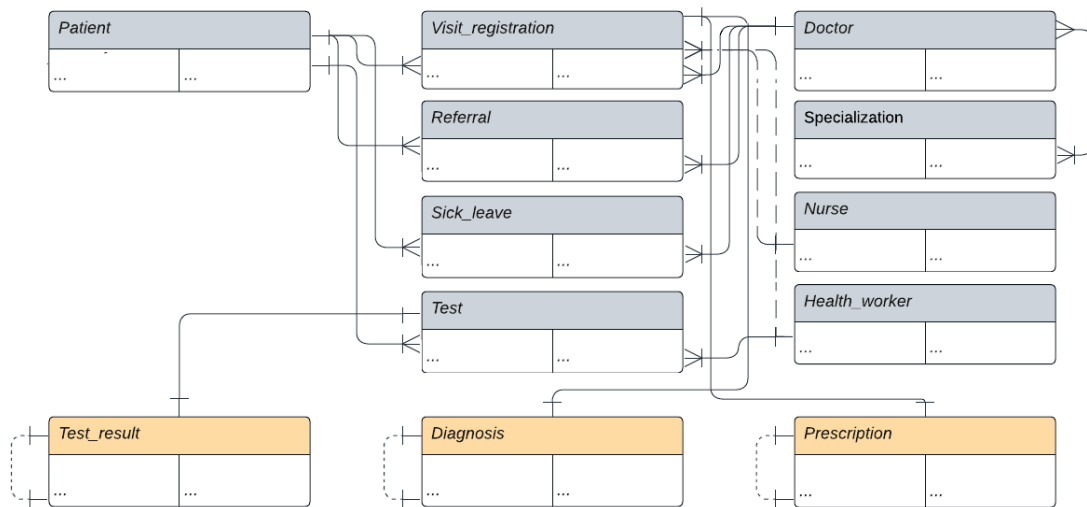 Patient
... ...
Visit_registration
... ...
Doctor
... ...
Referral
... ...
Specialization
... ...
Sick_leave
... ...
Nurse
... ...
Test
... ...
Health_worker
... ...
Test_result
... ...
Diagnosis
... ...
Prescription
... ...